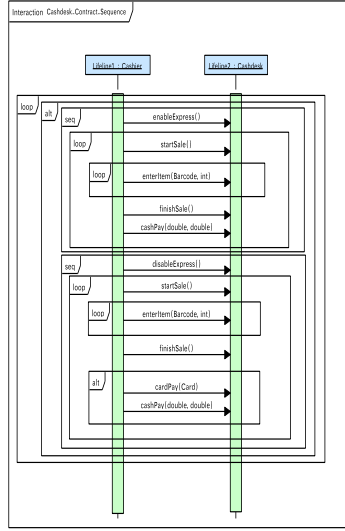 Interaction Cashdesk.Contract.Sequence
Lifeline1 : Cashier
Lifeline2 : Cashdesk
loop
alt
seq
enableExpress()
loop
startSale()
loop
enterItem(Barcode, int)
finishSale()
cashPay(double, double)
seq
disableExpress()
loop
startSale()
loop
enterItem(Barcode, int)
finishSale()
alt
cardPay(Card)
cashPay(double, double)